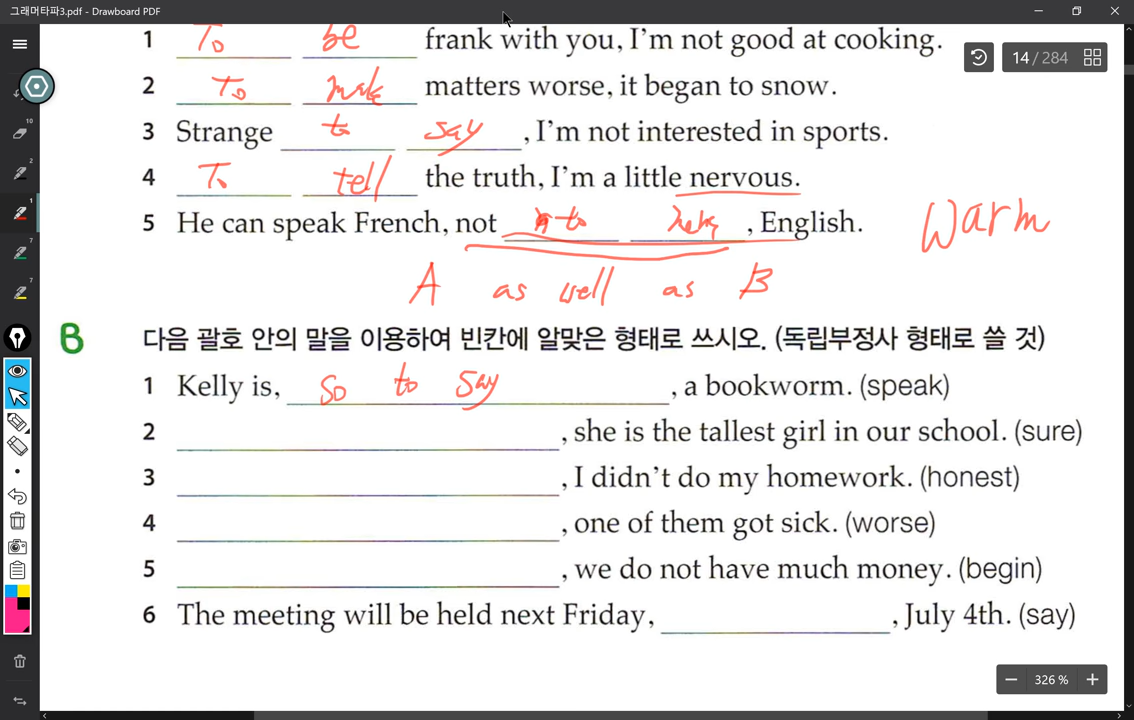 그래머타파3.pdf - Drawboard PDF
14 / 284
1 To be frank with you, I'm not good at cooking.
2 To make matters worse, it began to snow.
3 Strange to say, I'm not interested in sports.
4 To tell the truth, I'm a little nervous.
5 He can speak French, not to , English.
warm
A as well as B
B 다음 괄호 안의 말을 이용하여 빈칸에 알맞은 형태로 쓰시오. (독립부정사 형태로 쓸 것)
1 Kelly is, so to say, a bookworm. (speak)
2 , she is the tallest girl in our school. (sure)
3 , I didn't do my homework. (honest)
4 , one of them got sick. (worse)
5 , we do not have much money. (begin)
6 The meeting will be held next Friday, , July 4th. (say)
10
2
1
7
7
326 %